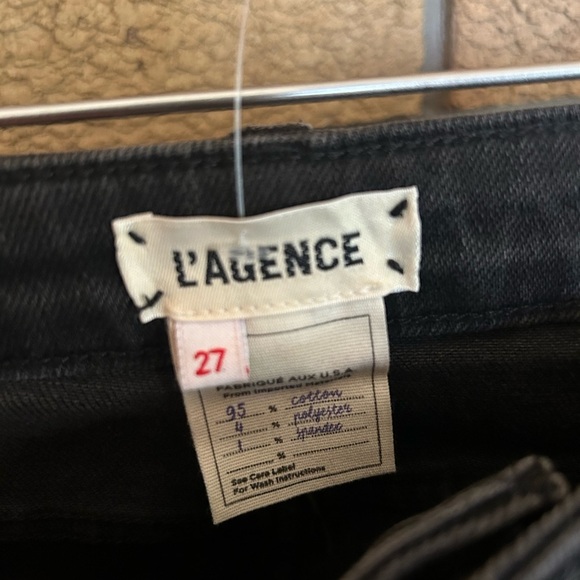 L'AGENCE
27
FABRIQUÉ AUX U.S.A
From Imported Materials
95 % cotton
4 % polyester
1 % spandex
%
See Care Label
For Wash Instructions